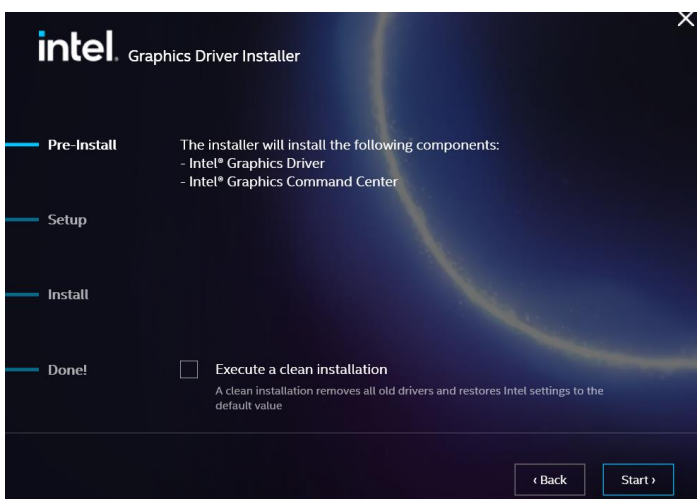 intel. Graphics Driver Installer
Pre-Install
The installer will install the following components:
- Intel® Graphics Driver
- Intel® Graphics Command Center
Setup
Install
Done!
Execute a clean installation
A clean installation removes all old drivers and restores Intel settings to the
default value
‹ Back
Start ›